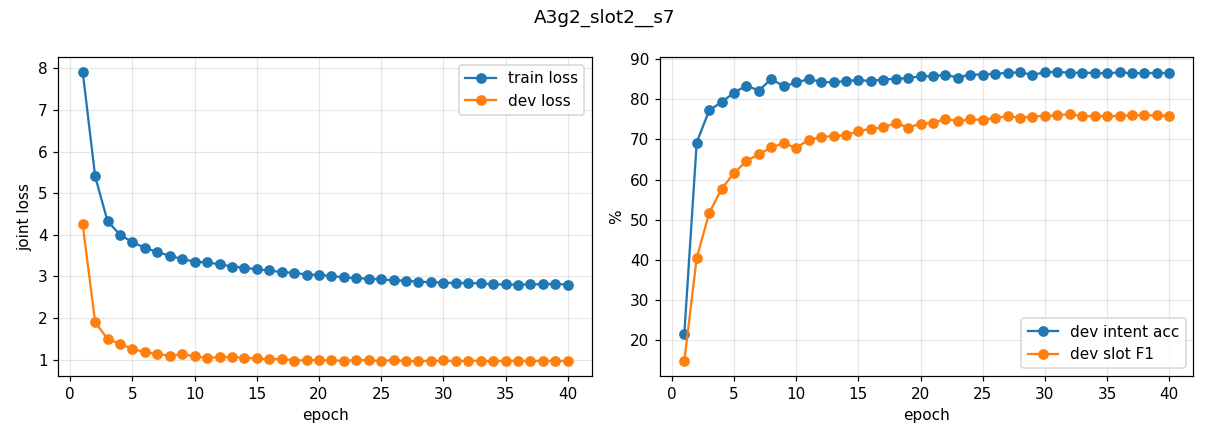 A3g2_slot2__s7
joint loss
8
7
6
5
4
3
2
1
0 5 10 15 20 25 30 35 40
epoch
train loss
dev loss
%
90
80
70
60
50
40
30
20
0 5 10 15 20 25 30 35 40
epoch
dev intent acc
dev slot F1